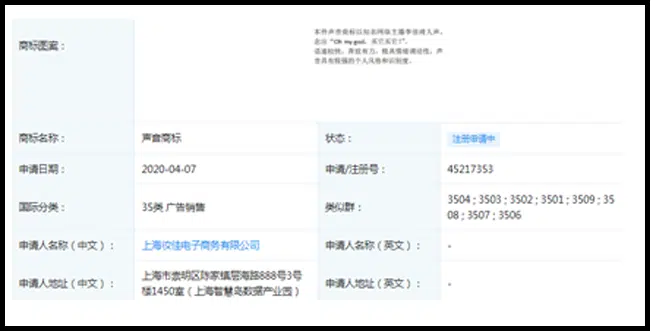 本件声音商标以知名网络主播李佳琦人声，
商标图案：
念出“Oh my god，买它买它！”。
语速较快，声音有力，极具情绪调动性，声
音具有较强的个人风格和识别度。
商标名称： 声音商标 状态： 注册申请中
申请日期： 2020-04-07 申请/注册号： 45217353
国际分类： 35类 广告销售 类似群： 3504 ; 3503 ; 3502 ; 3501 ; 3509 ; 35
08 ; 3507 ; 3506
申请人名称（中文）： 上海妆佳电子商务有限公司 申请人名称（英文）： -
申请人地址（中文）： 上海市崇明区陈家镇层海路888号3号 申请人地址（英文）： -
楼1450室（上海智慧岛数据产业园）